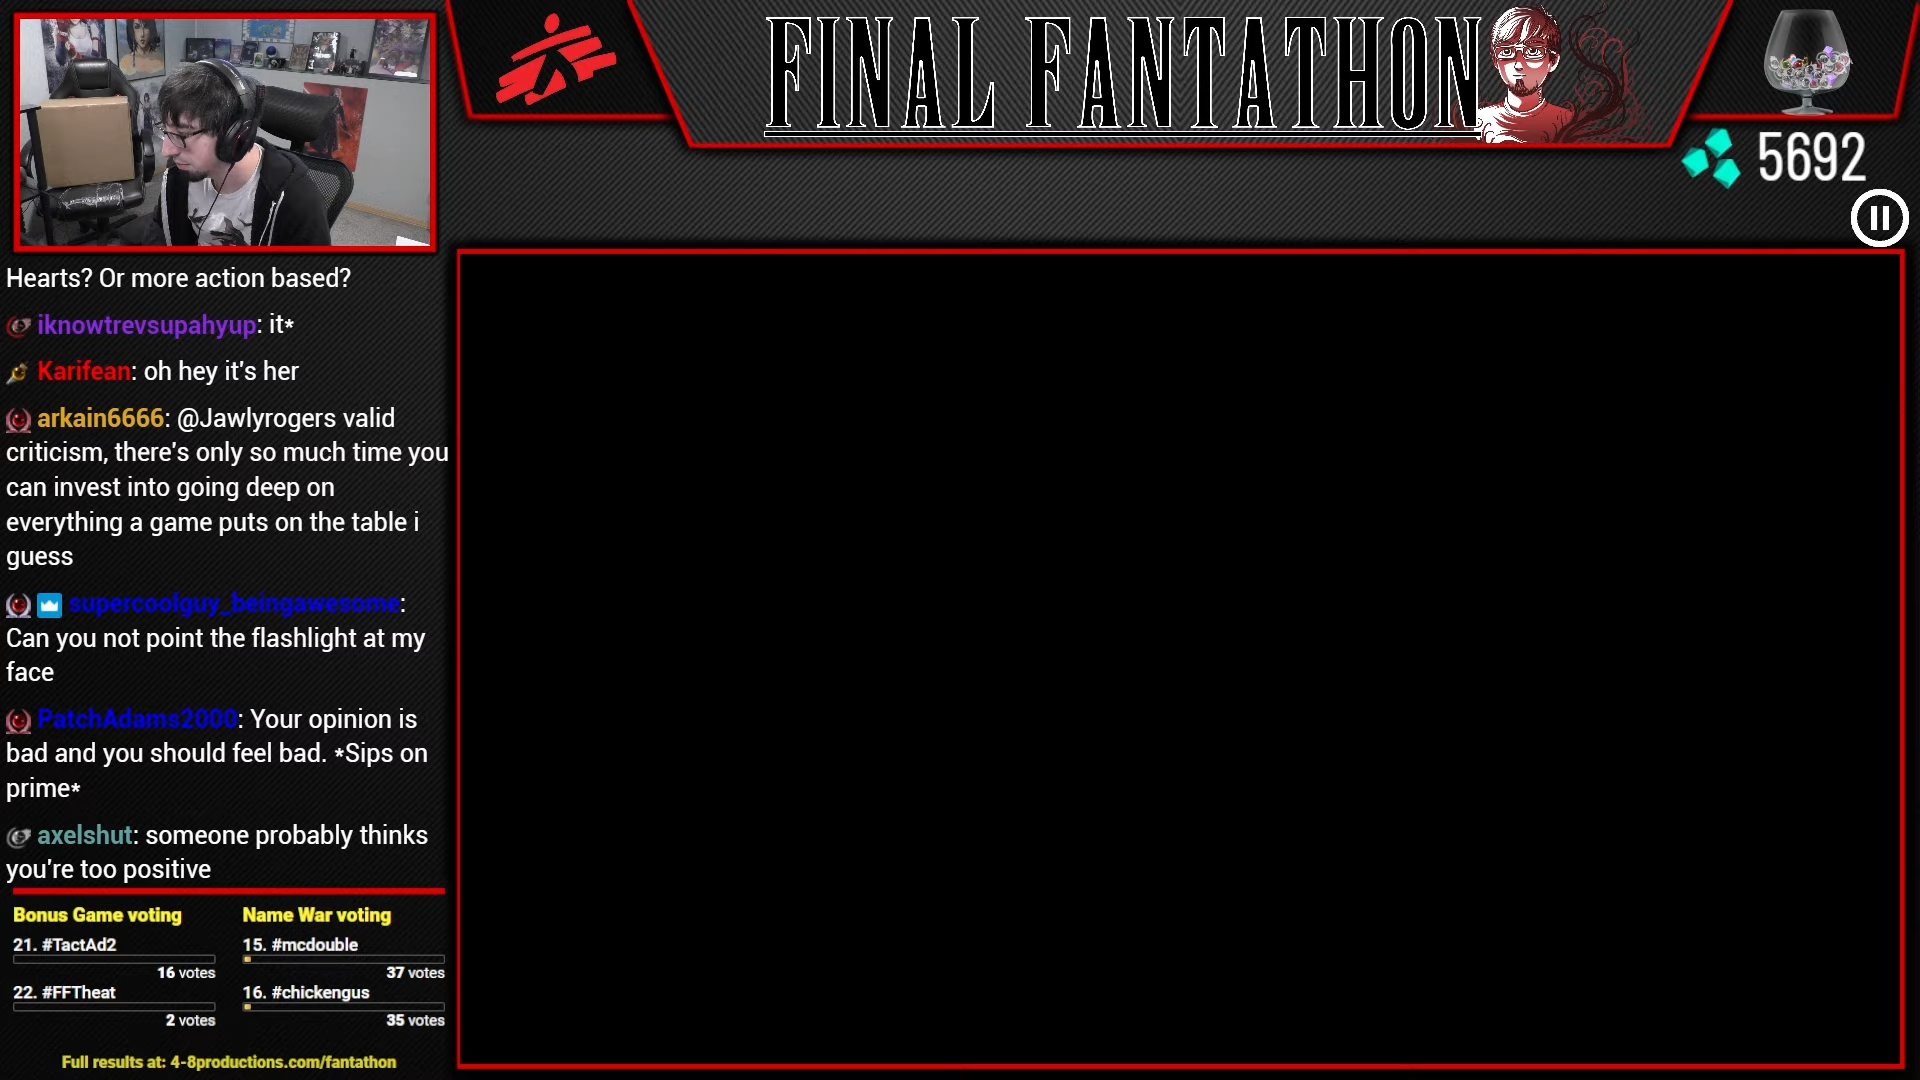 FINAL FANTATHON
5692
Hearts? Or more action based?
iknowtrevsupahyup: it*
Karifean: oh hey it's her
arkain6666: @Jawlyrogers valid
criticism, there's only so much time you
can invest into going deep on
everything a game puts on the table i
guess
supercoolguy_beingawesome:
Can you not point the flashlight at my
face
PatchAdams2000: Your opinion is
bad and you should feel bad. *Sips on
prime*
axelshut: someone probably thinks
you're too positive
Bonus Game voting
21. #TactAd2
16 votes
22. #FFTheat
2 votes
Name War voting
15. #mcdouble
37 votes
16. #chickengus
35 votes
Full results at: 4-8productions.com/fantathon